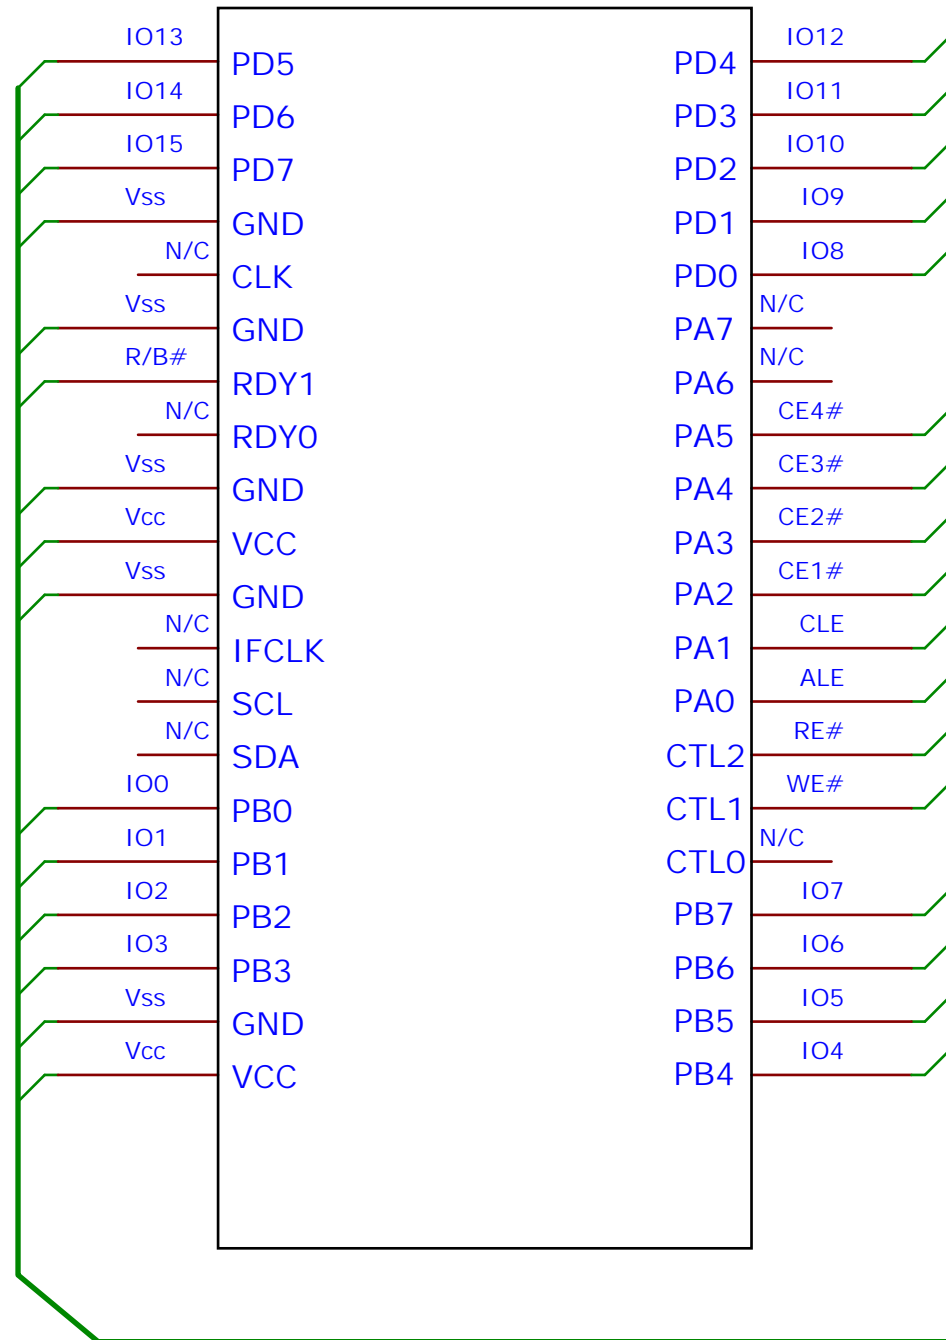 IO13 PD5 PD4 IO12
IO14 PD6 PD3 IO11
IO15 PD7 PD2 IO10
Vss GND PD1 IO9
N/C CLK PD0 IO8
Vss GND PA7 N/C
R/B# RDY1 PA6 N/C
N/C RDY0 PA5 CE4#
Vss GND PA4 CE3#
Vcc VCC PA3 CE2#
Vss GND PA2 CE1#
N/C IFCLK PA1 CLE
N/C SCL PA0 ALE
N/C SDA CTL2 RE#
IO0 PB0 CTL1 WE#
IO1 PB1 CTL0 N/C
IO2 PB2 PB7 IO7
IO3 PB3 PB6 IO6
Vss GND PB5 IO5
Vcc VCC PB4 IO4